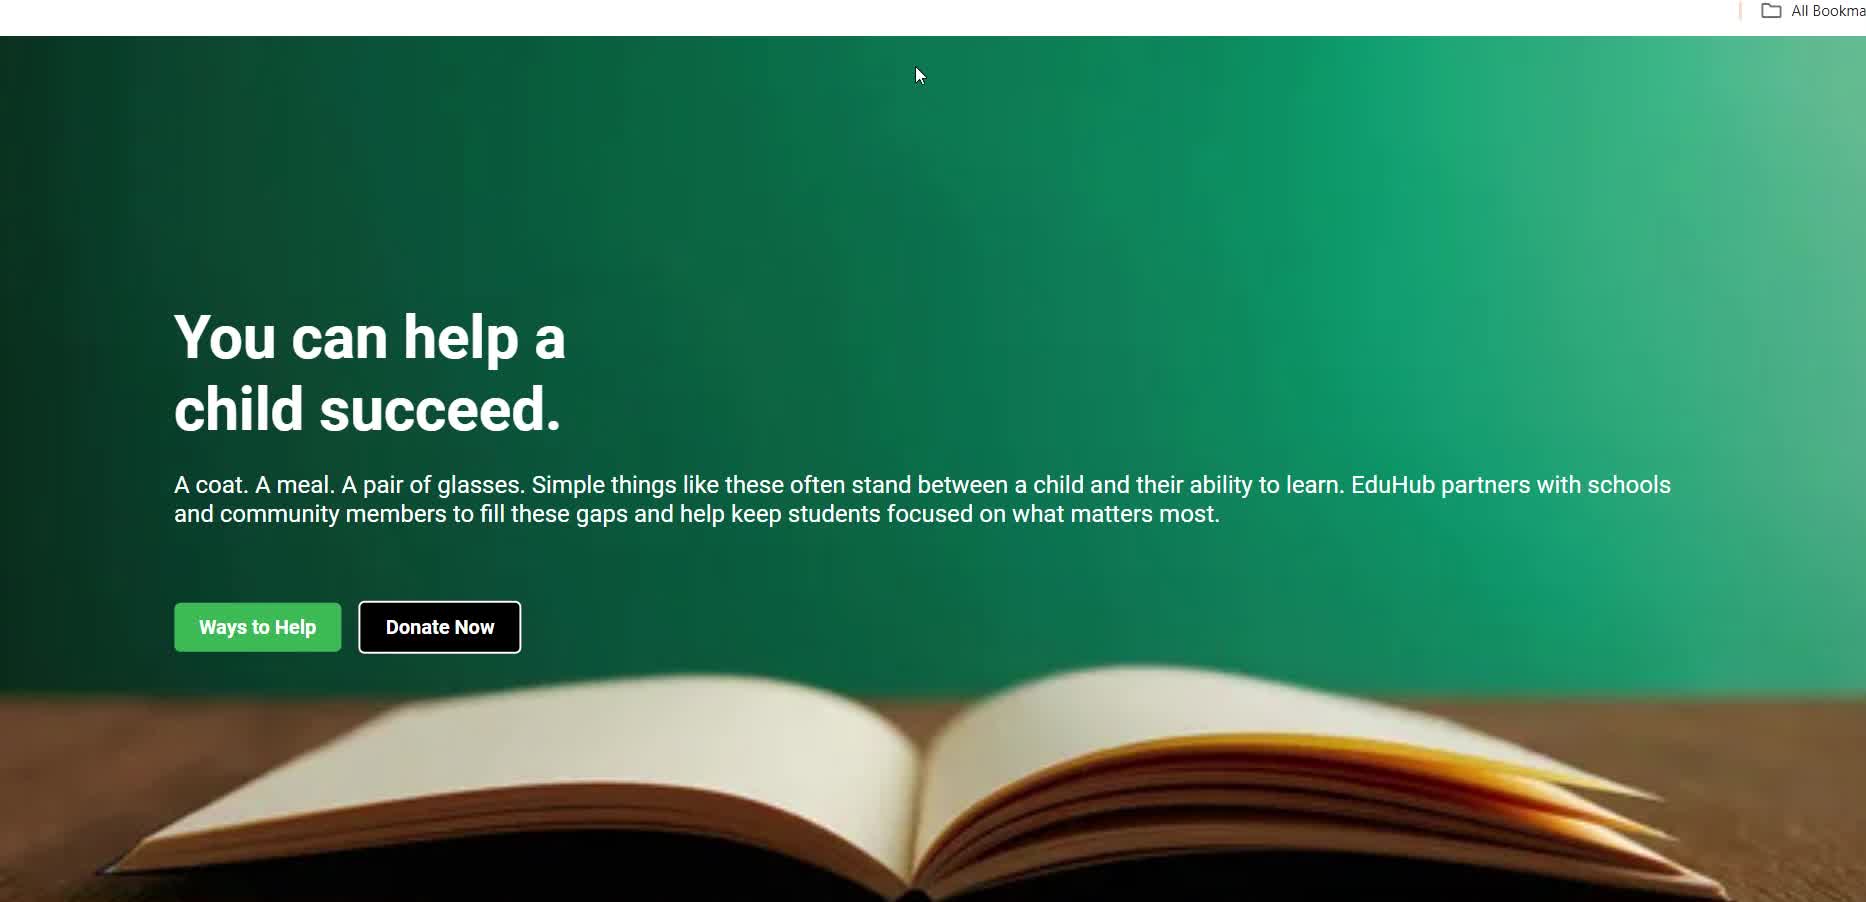 All Bookma
You can help a
child succeed.
A coat. A meal. A pair of glasses. Simple things like these often stand between a child and their ability to learn. EduHub partners with schools
and community members to fill these gaps and help keep students focused on what matters most.
Ways to Help
Donate Now